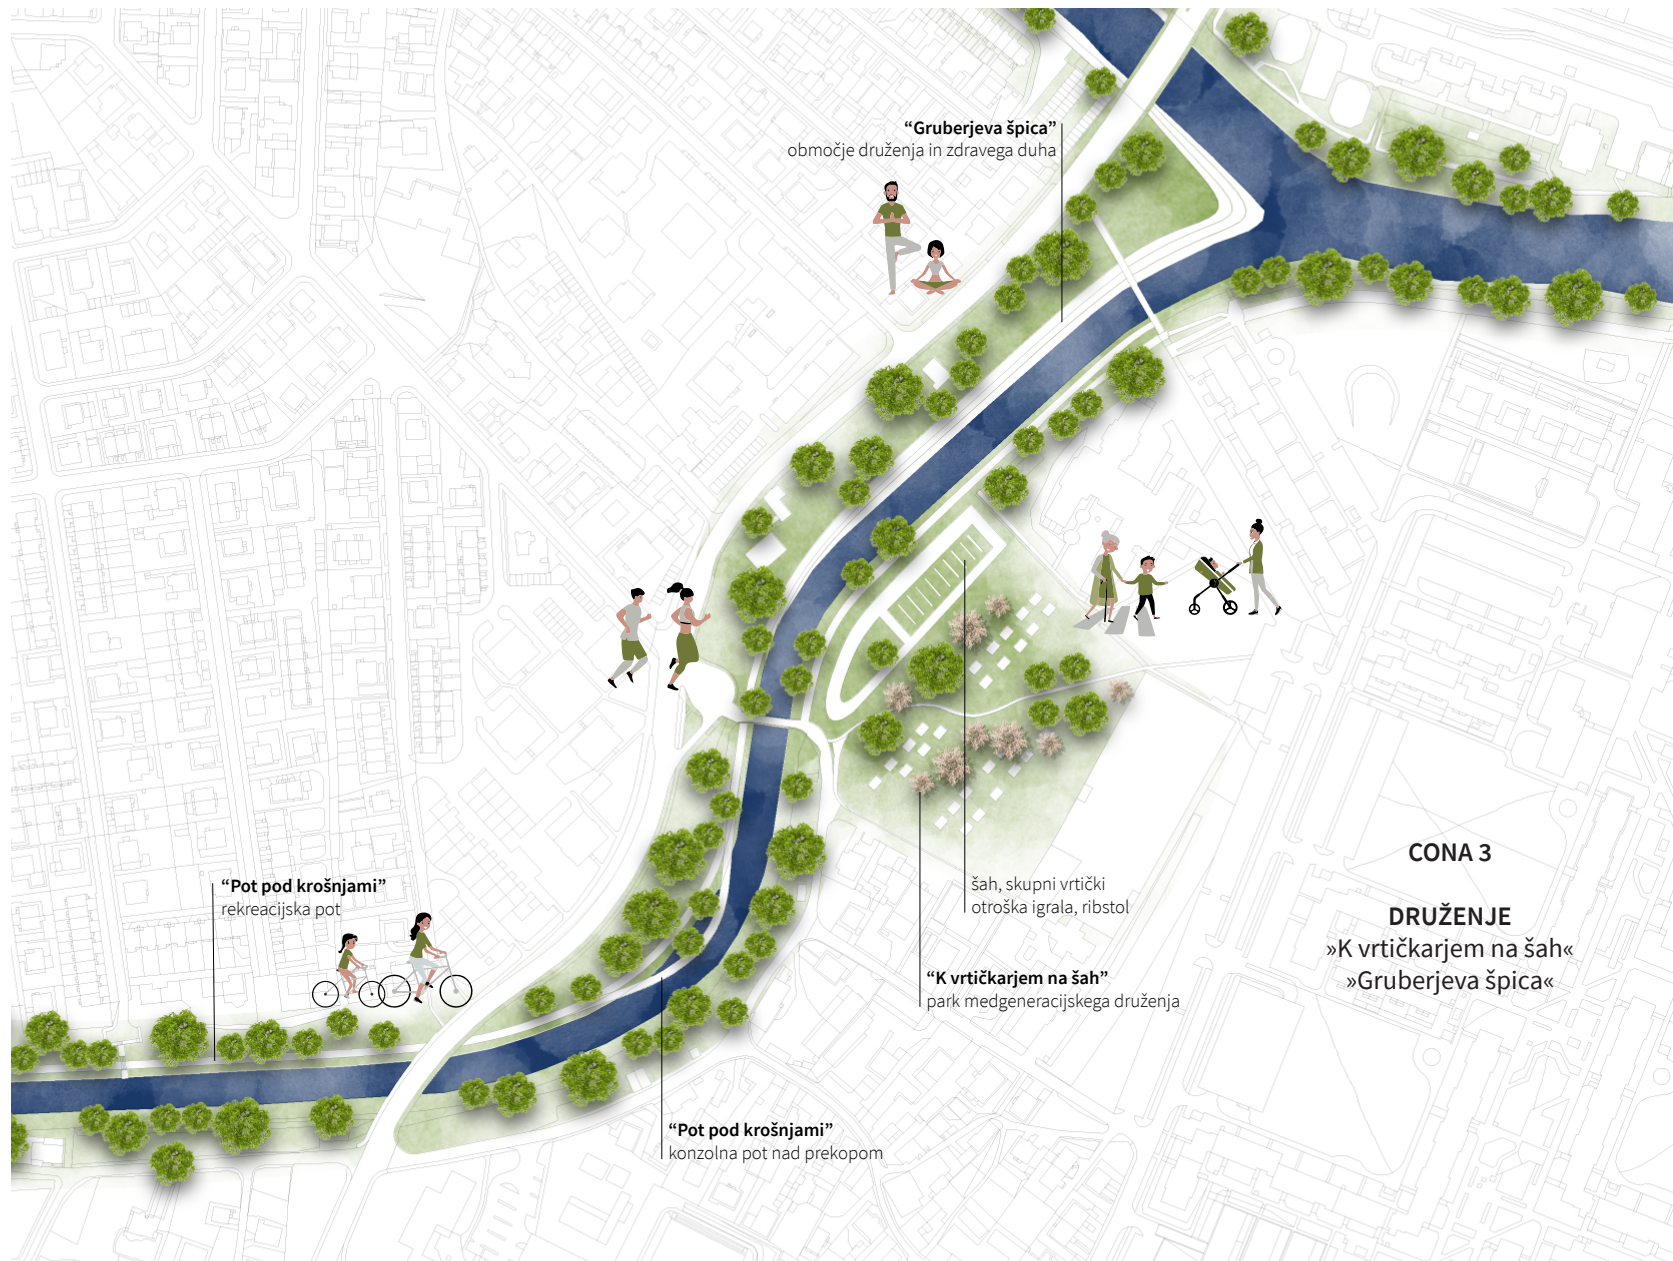 “Gruberjeva špica”
območje druženja in zdravega duha
“Pot pod krošnjami”
rekreacijska pot
šah, skupni vrtički
otroška igrala, ribstol
“K vrtičkarjem na šah”
park medgeneracijskega druženja
“Pot pod krošnjami”
konzolna pot nad prekopom
CONA 3
DRUŽENJE
»K vrtičkarjem na šah«
»Gruberjeva špica«